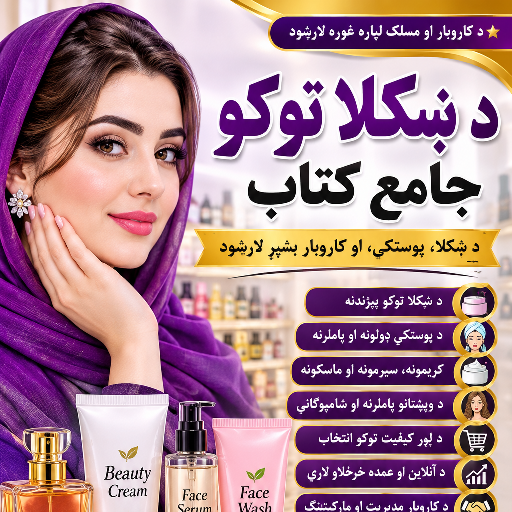 د کاروبار او مسلک لپاره غوره لارښود
د ښکلا توکو
جامع کتاب
د ښکلا، پوستکي، او کاروبار بشپړ لارښود
د ښکلا توکو پېژندنه
د پوستکي ډولونه او پاملرنه
کریمونه، سیرمونه او ماسکونه
د وېښتانو پاملرنه او شامپوګانې
د لوړ کیفیت توکو انتخاب
د آنلاین او عمده خرڅلاو لارې
د کاروبار مدیریت او مارکیټنګ
Beauty
Cream
Face
Serum
Face
Wash